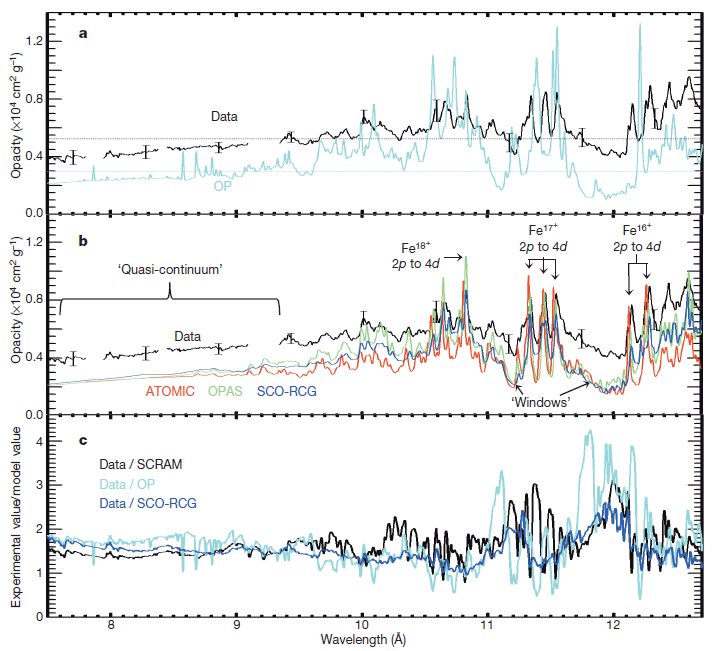 a
Opacity (×10⁴ cm² g⁻¹)
1.2
0.8
0.4
0.0
Data
OP
b
Opacity (×10⁴ cm² g⁻¹)
1.2
0.8
0.4
0.0
‘Quasi-continuum’
Data
Fe¹⁸⁺
2p to 4d
Fe¹⁷⁺
2p to 4d
Fe¹⁶⁺
2p to 4d
ATOMIC OPAS SCO-RCG
‘Windows’
c
Experimental value/model value
4
3
2
1
0
Data / SCRAM
Data / OP
Data / SCO-RCG
8 9 10 11 12
Wavelength (Å)